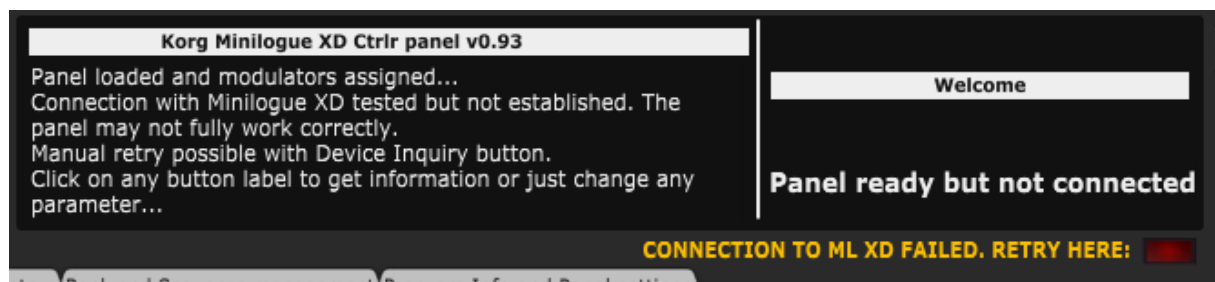 Korg Minilogue XD Ctrlr panel v0.93
Panel loaded and modulators assigned...
Connection with Minilogue XD tested but not established. The
panel may not fully work correctly.
Manual retry possible with Device Inquiry button.
Click on any button label to get information or just change any
parameter...
Welcome
Panel ready but not connected
CONNECTION TO ML XD FAILED. RETRY HERE: